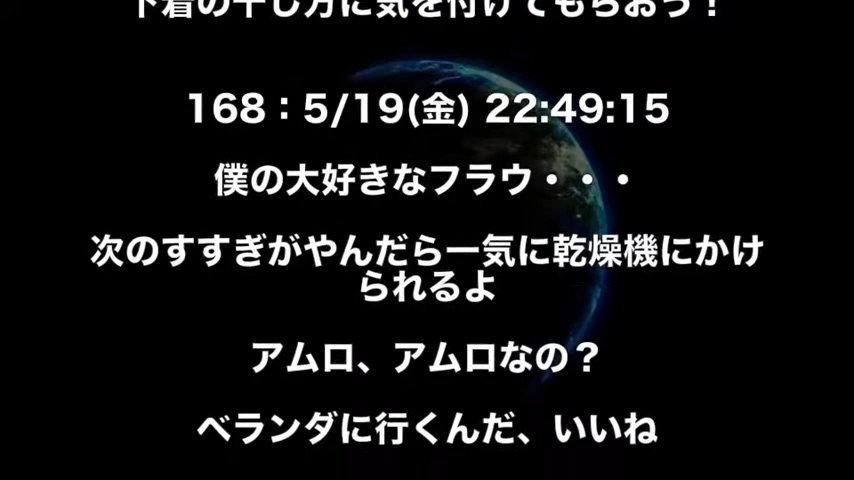 下着の干し方に気を付けてもらおう！
168：5/19(金) 22:49:15
僕の大好きなフラウ・・・
次のすすぎがやんだら一気に乾燥機にかけ
られるよ
アムロ、アムロなの？
ベランダに行くんだ、いいね